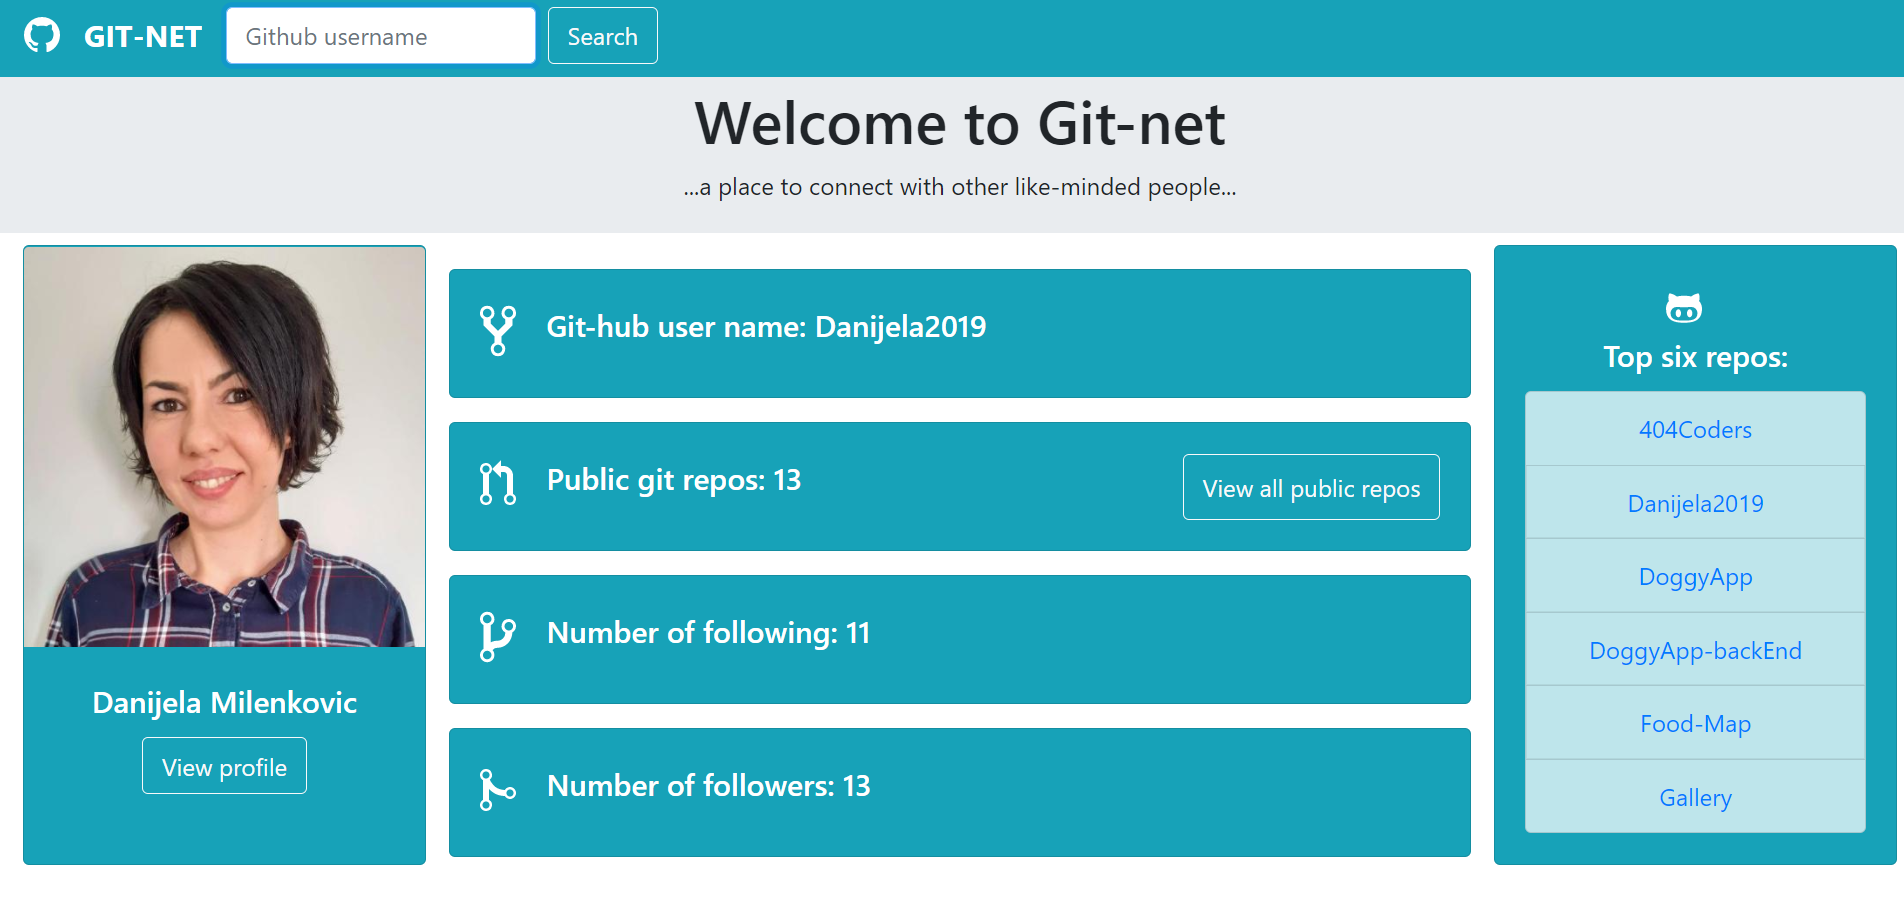 GIT-NET
Github username
Search
Welcome to Git-net
...a place to connect with other like-minded people...
Danijela Milenkovic
View profile
Git-hub user name: Danijela2019
Public git repos: 13
View all public repos
Number of following: 11
Number of followers: 13
Top six repos:
404Coders
Danijela2019
DoggyApp
DoggyApp-backEnd
Food-Map
Gallery